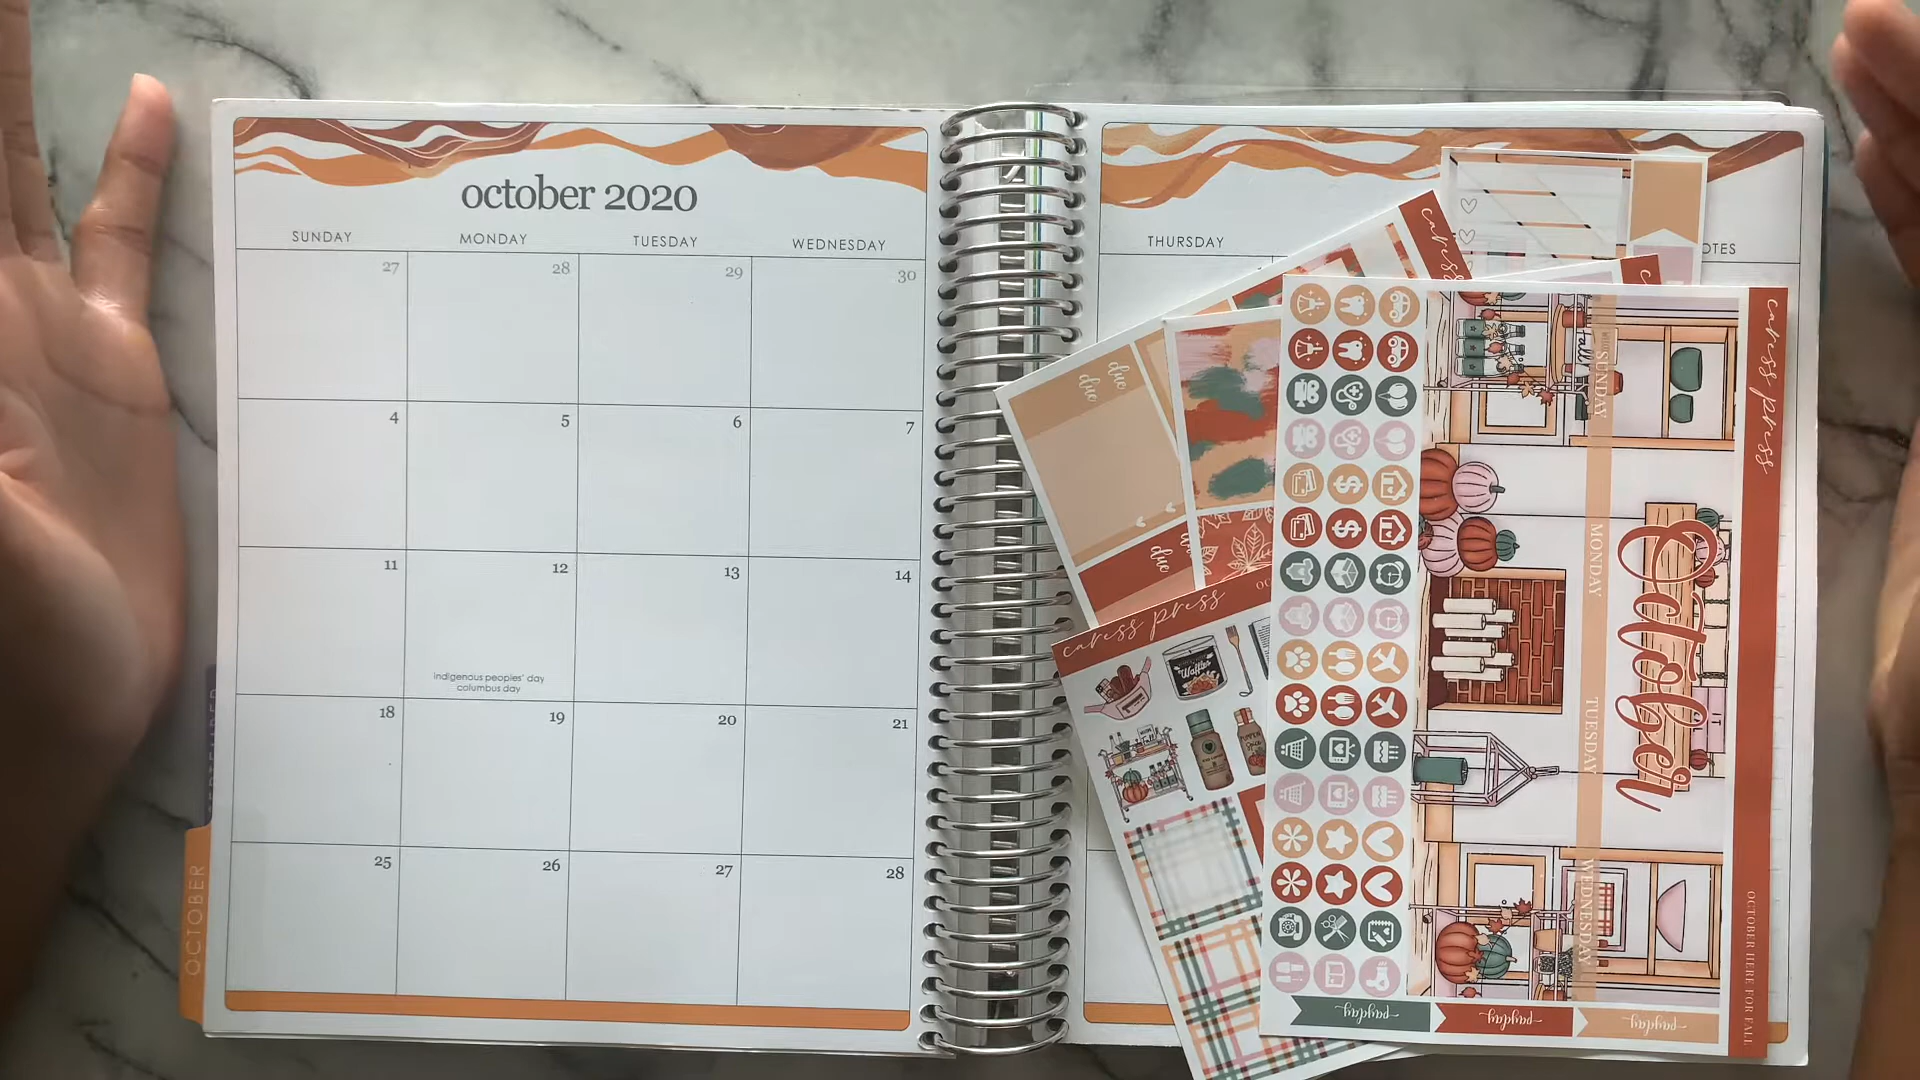 october 2020
SUNDAY
MONDAY
TUESDAY
WEDNESDAY
27
28
29
30
4
5
6
7
11
12
13
14
indigenous peoples' day
columbus day
18
19
20
21
25
26
27
28
OCTOBER
THURSDAY
due
due
due
caress press
Waffles
caress press
SUNDAY
MONDAY
TUESDAY
WEDNESDAY
October
OCTOBER HERE FOR FALL
payday
payday
payday